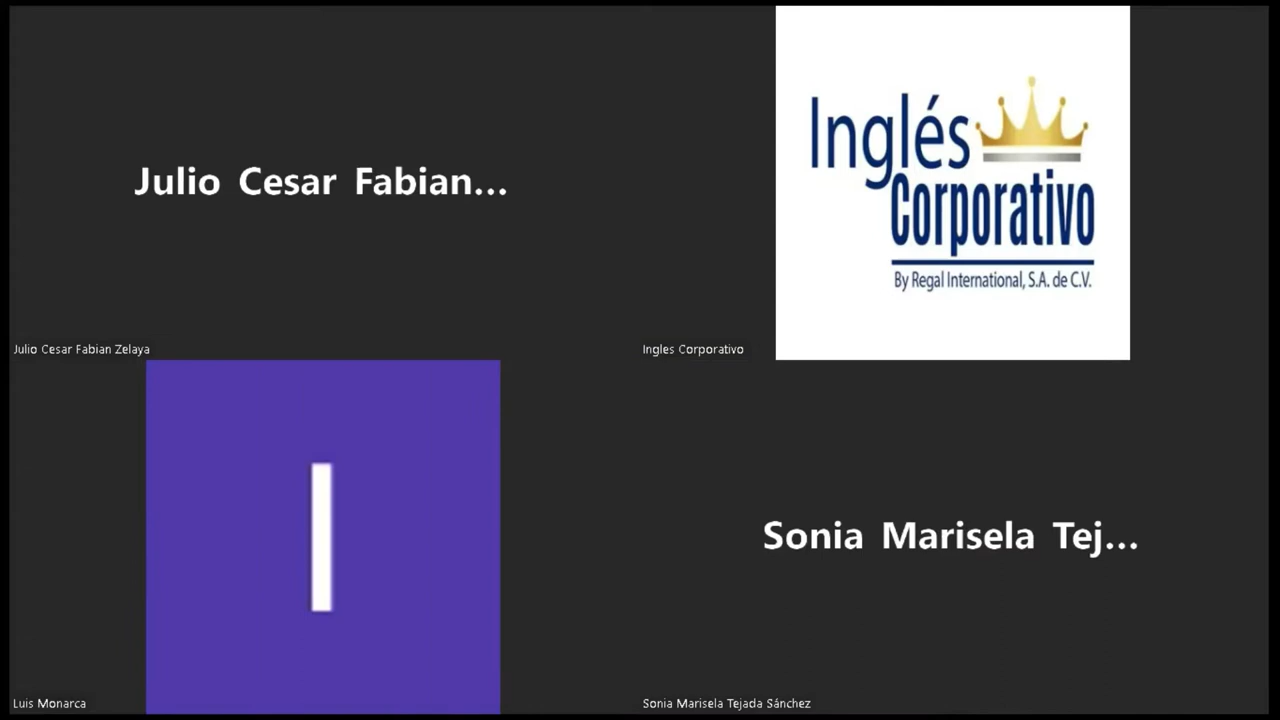 Julio Cesar Fabian...
Julio Cesar Fabian Zelaya
Inglés
Corporativo
By Regal International, S.A. de C.V.
Ingles Corporativo
l
Luis Monarca
Sonia Marisela Tej...
Sonia Marisela Tejada Sánchez